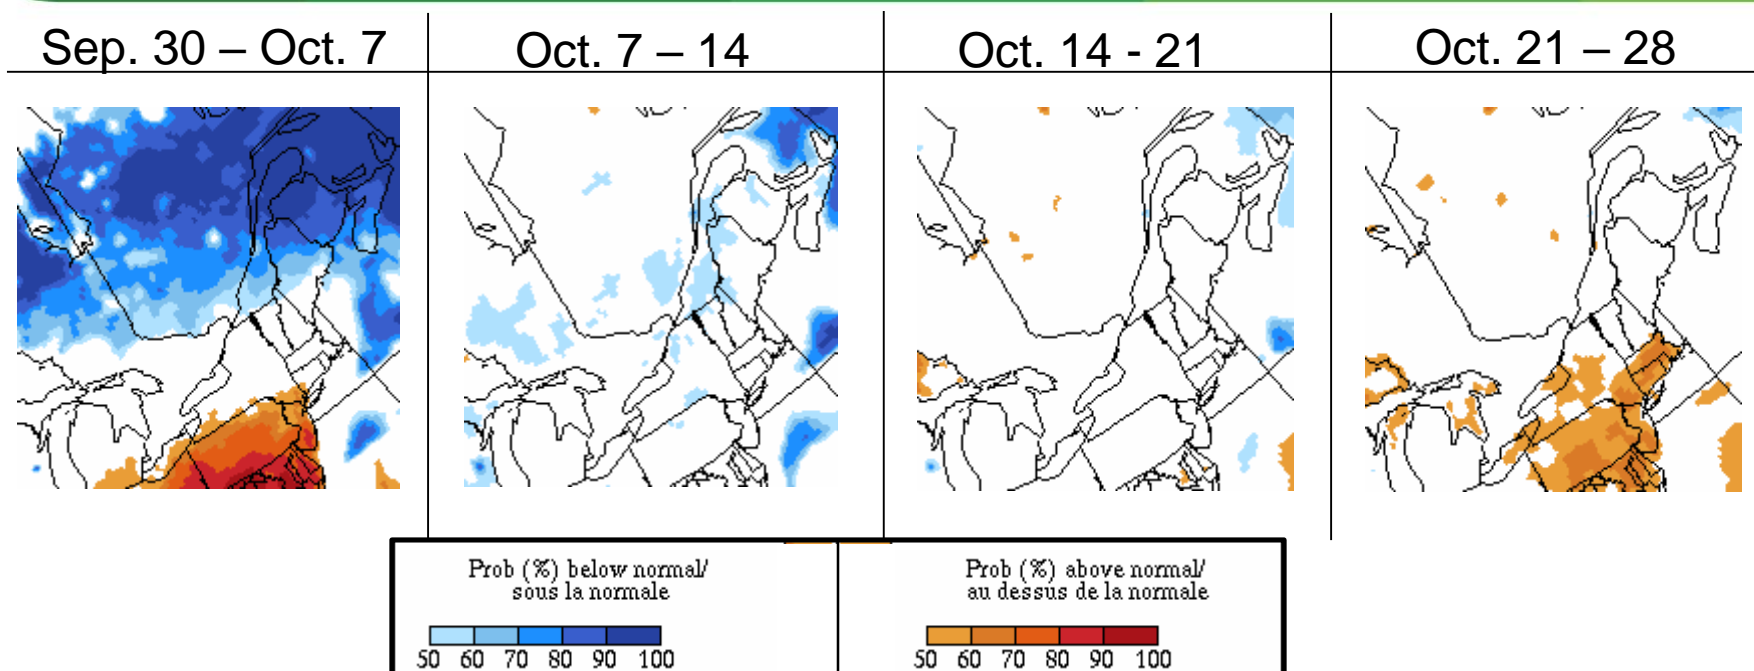 Sep. 30 – Oct. 7
Oct. 7 – 14
Oct. 14 - 21
Oct. 21 – 28
Prob (%) below normal/
sous la normale
50 60 70 80 90 100
Prob (%) above normal/
au dessus de la normale
50 60 70 80 90 100